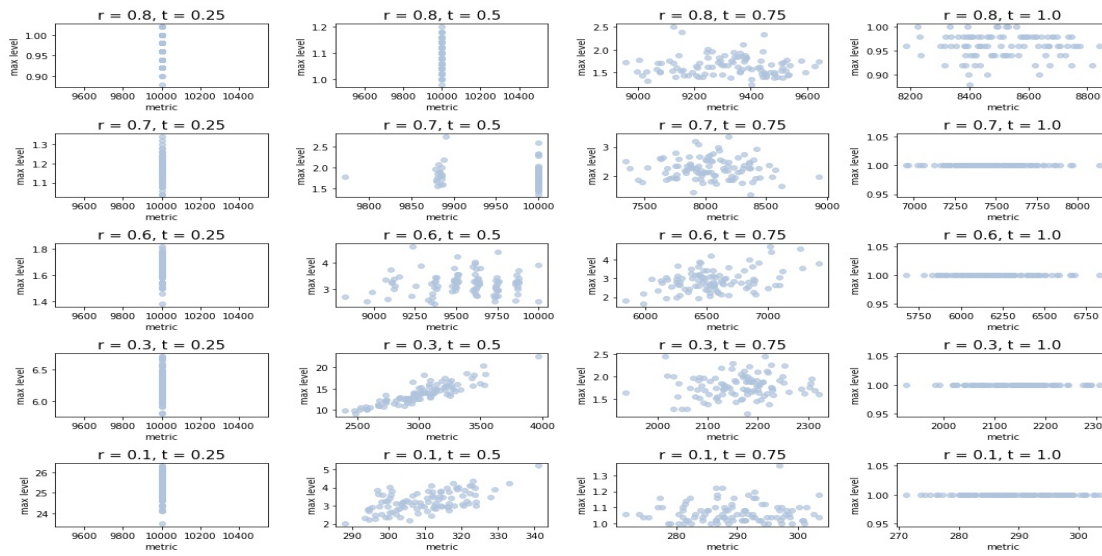 r = 0.8, t = 0.25 r = 0.8, t = 0.5 r = 0.8, t = 0.75 r = 0.8, t = 1.0
max level 1.00 0.95 0.90 max level 1.2 1.1 1.0 max level 2.5 2.0 1.5 max level 1.00 0.95 0.90
9600 9800 10000 10200 10400 9600 9800 10000 10200 10400 9000 9200 9400 9600 8200 8400 8600 8800
metric metric metric metric
r = 0.7, t = 0.25 r = 0.7, t = 0.5 r = 0.7, t = 0.75 r = 0.7, t = 1.0
max level 1.3 1.2 1.1 max level 2.5 2.0 1.5 max level 3 2 max level 1.05 1.00 0.95
9600 9800 10000 10200 10400 9800 9850 9900 9950 10000 7500 8000 8500 9000 7000 7250 7500 7750 8000
metric metric metric metric
r = 0.6, t = 0.25 r = 0.6, t = 0.5 r = 0.6, t = 0.75 r = 0.6, t = 1.0
max level 1.8 1.6 1.4 max level 4 3 max level 4 3 2 max level 1.05 1.00 0.95
9600 9800 10000 10200 10400 9000 9250 9500 9750 10000 6000 6500 7000 5750 6000 6250 6500 6750
metric metric metric metric
r = 0.3, t = 0.25 r = 0.3, t = 0.5 r = 0.3, t = 0.75 r = 0.3, t = 1.0
max level 6.5 6.0 max level 20 15 10 max level 2.5 2.0 1.5 max level 1.05 1.00 0.95
9600 9800 10000 10200 10400 2500 3000 3500 4000 2000 2100 2200 2300 2000 2100 2200 2300
metric metric metric metric
r = 0.1, t = 0.25 r = 0.1, t = 0.5 r = 0.1, t = 0.75 r = 0.1, t = 1.0
max level 26 25 24 max level 5 4 3 2 max level 1.3 1.2 1.1 1.0 max level 1.05 1.00 0.95
9600 9800 10000 10200 10400 290 300 310 320 330 340 280 290 300 270 280 290 300
metric metric metric metric